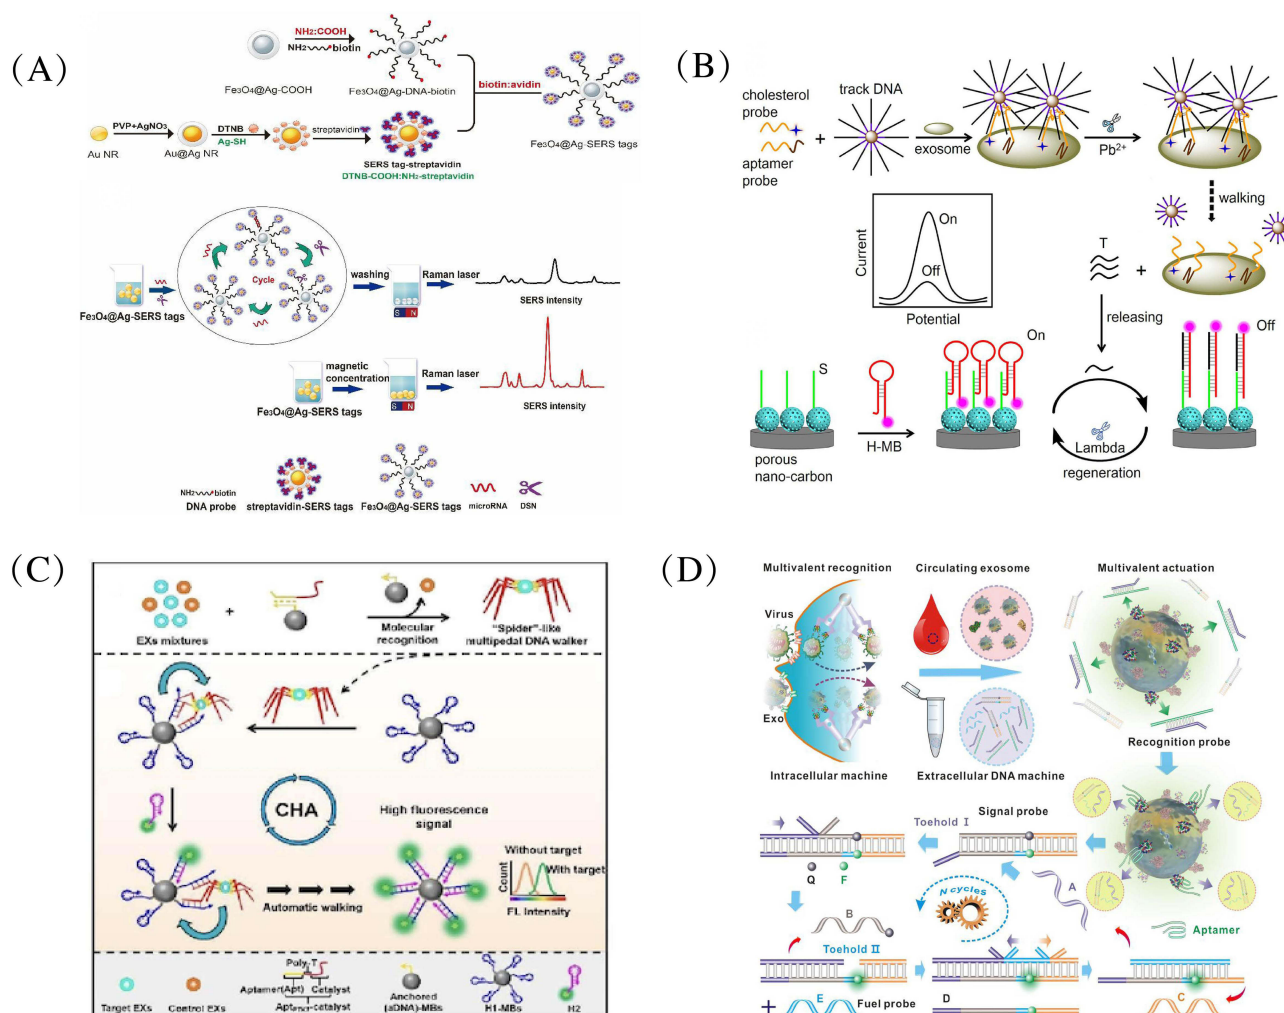 (A)
NH2:COOH
NH2 biotin
Fe3O4@Ag-COOH
Fe3O4@Ag-DNA-biotin
biotin:avidin
Fe3O4@Ag-SERS tags
PVP+AgNO3
DTNB
Ag-SH
streptavidin
Au NR
Au@Ag NR
SERS tag-streptavidin
DTNB-COOH:NH2-streptavidin
Cycle
washing
Raman laser
S N
SERS intensity
Fe3O4@Ag-SERS tags
magnetic
concentration
Raman laser
S N
Fe3O4@Ag-SERS tags
SERS intensity
NH2 biotin
DNA probe
streptavidin-SERS tags
Fe3O4@Ag-SERS tags
microRNA
DSN
(B)
cholesterol
probe
+
aptamer
probe
track DNA
exosome
Pb2+
walking
Current
On
Off
Potential
T
+
releasing
On
Off
S
H-MB
porous
nano-carbon
Lambda
regeneration
(C)
EXs mixtures
+
Molecular
recognition
"Spider"-like
multipedal DNA walker
CHA
High fluorescence
signal
Without target
With target
Count
FL Intensity
Automatic walking
Poly-T
Aptamer(Apt) Catalyst
Target EXs
Control EXs
Anchored
(aDNA)-MBs
H1-MBs
H2
(D)
Multivalent recognition
Circulating exosome
Multivalent actuation
Virus
Exo
Recognition probe
Intracellular machine
Extracellular DNA machine
Signal probe
Toehold I
Q
F
A
N cycles
B
Aptamer
Toehold II
+
E
Fuel probe
D
C